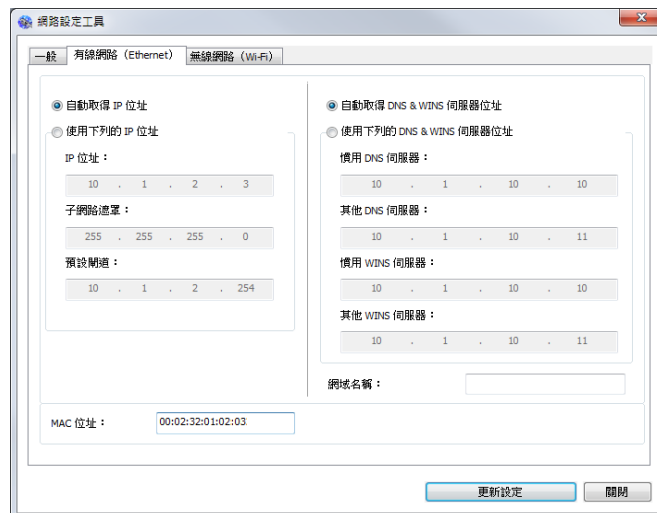 網路設定工具
一般
有線網路（Ethernet）
無線網路（Wi-Fi）
自動取得 IP 位址
使用下列的 IP 位址
IP 位址：
10 . 1 . 2 . 3
子網路遮罩：
255 . 255 . 255 . 0
預設閘道：
10 . 1 . 2 . 254
自動取得 DNS & WINS 伺服器位址
使用下列的 DNS & WINS 伺服器位址
慣用 DNS 伺服器：
10 . 1 . 10 . 10
其他 DNS 伺服器：
10 . 1 . 10 . 11
慣用 WINS 伺服器：
10 . 1 . 10 . 10
其他 WINS 伺服器：
10 . 1 . 10 . 11
網域名稱：
MAC 位址：
00:02:32:01:02:03
更新設定
關閉